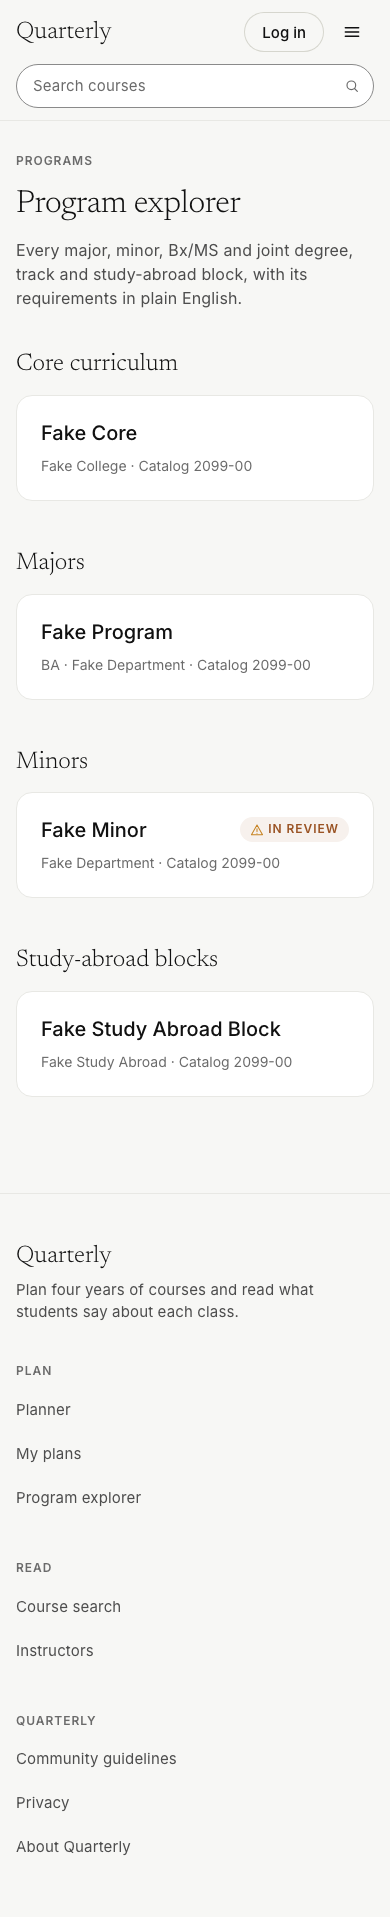 Quarterly
Log in
Search courses
PROGRAMS
Program explorer
Every major, minor, Bx/MS and joint degree,
track and study-abroad block, with its
requirements in plain English.
Core curriculum
Fake Core
Fake College · Catalog 2099-00
Majors
Fake Program
BA · Fake Department · Catalog 2099-00
Minors
Fake Minor
IN REVIEW
Fake Department · Catalog 2099-00
Study-abroad blocks
Fake Study Abroad Block
Fake Study Abroad · Catalog 2099-00
Quarterly
Plan four years of courses and read what
students say about each class.
PLAN
Planner
My plans
Program explorer
READ
Course search
Instructors
QUARTERLY
Community guidelines
Privacy
About Quarterly